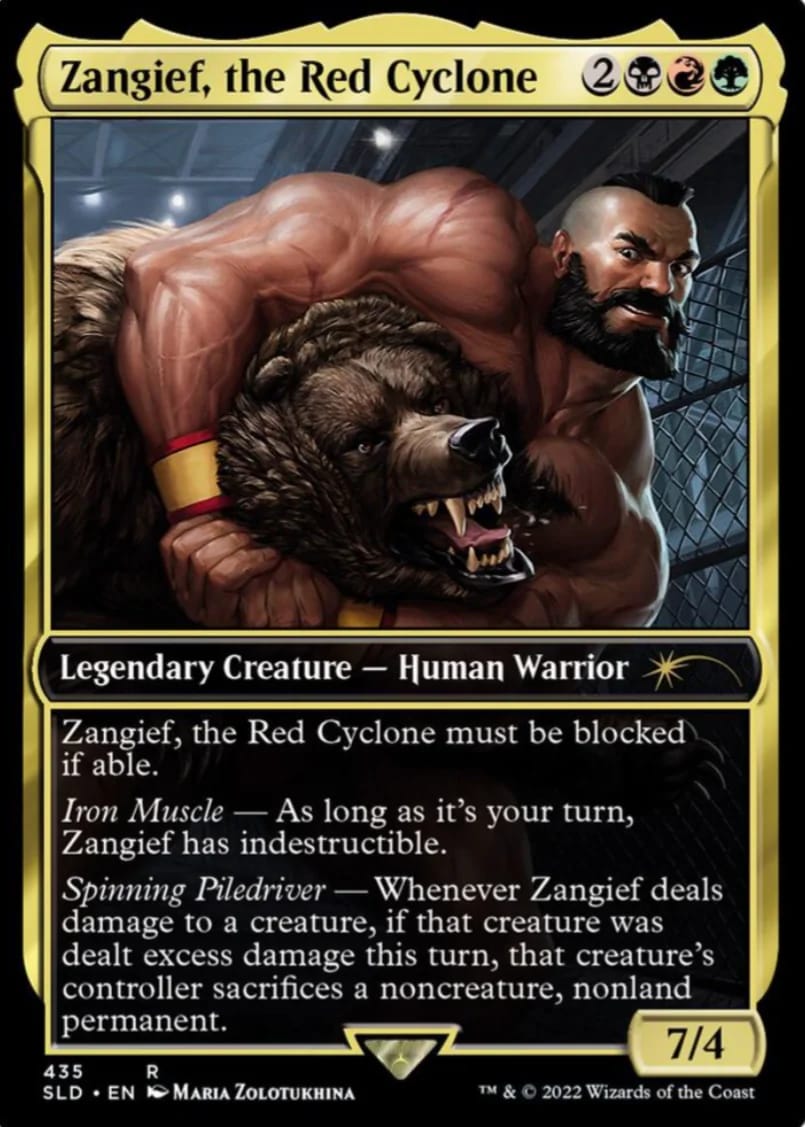 Zangief, the Red Cyclone 2
Legendary Creature — Human Warrior
Zangief, the Red Cyclone must be blocked
if able.
Iron Muscle — As long as it's your turn,
Zangief has indestructible.
Spinning Piledriver — Whenever Zangief deals
damage to a creature, if that creature was
dealt excess damage this turn, that creature's
controller sacrifices a noncreature, nonland
permanent.
7/4
435 R
SLD • EN MARIA ZOLOTUKHINA
™ & © 2022 Wizards of the Coast